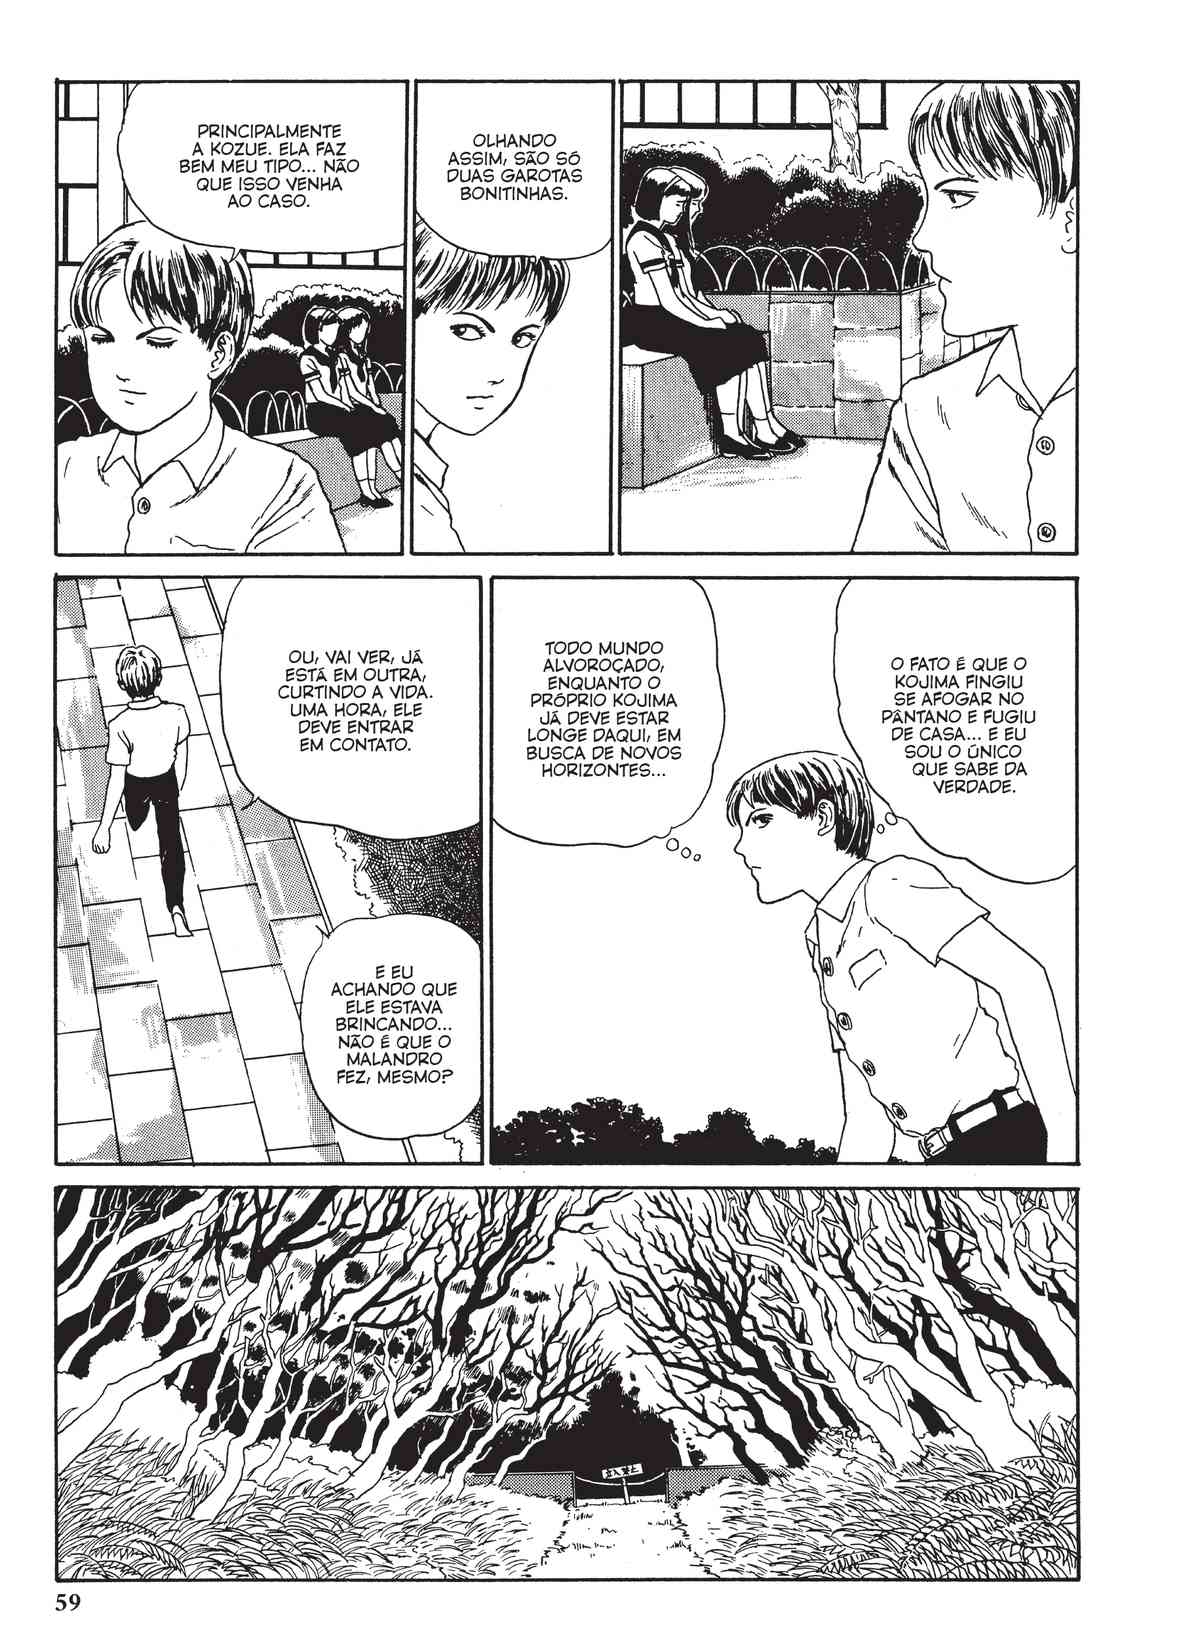 OLHANDO
ASSIM, SÃO SÓ
DUAS GAROTAS
BONITINHAS.
PRINCIPALMENTE
A KOZUE. ELA FAZ
BEM MEU TIPO... NÃO
QUE ISSO VENHA
AO CASO.
O FATO É QUE O
KOJIMA FINGIU
SE AFOGAR NO
PÂNTANO E FUGIU
DE CASA... E EU
SOU O ÚNICO
QUE SABE DA
VERDADE.
TODO MUNDO
ALVOROÇADO,
ENQUANTO O
PRÓPRIO KOJIMA
JÁ DEVE ESTAR
LONGE DAQUI, EM
BUSCA DE NOVOS
HORIZONTES...
OU, VAI VER, JÁ
ESTÁ EM OUTRA,
CURTINDO A VIDA.
UMA HORA, ELE
DEVE ENTRAR
EM CONTATO.
E EU
ACHANDO QUE
ELE ESTAVA
BRINCANDO...
NÃO É QUE O
MALANDRO
FEZ, MESMO?
59